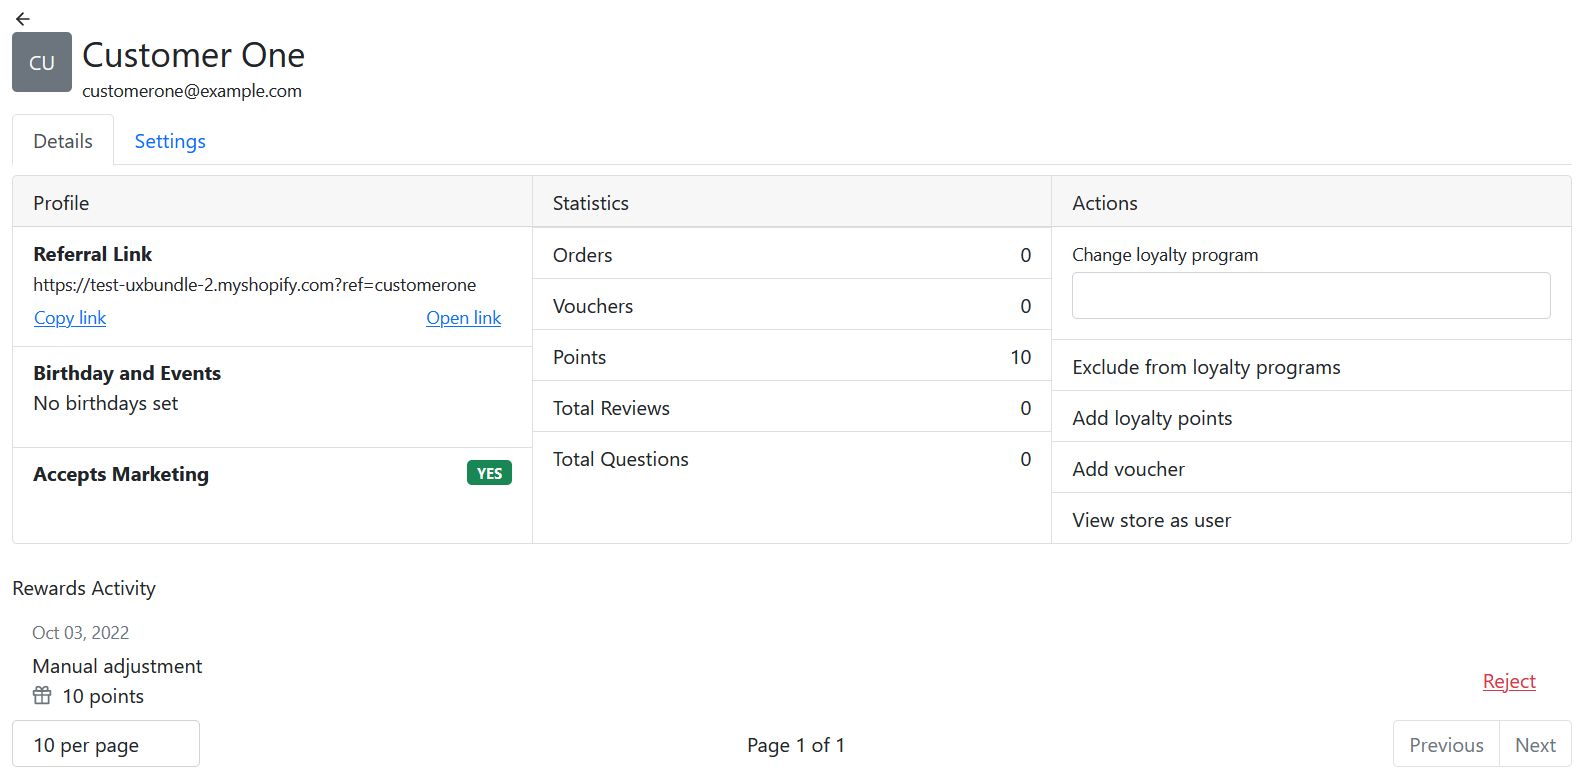 CU
Customer One
customerone@example.com
Details
Settings
Profile
Referral Link
https://test-uxbundle-2.myshopify.com?ref=customerone
Copy link
Open link
Birthday and Events
No birthdays set
Accepts Marketing
YES
Statistics
Orders 0
Vouchers 0
Points 10
Total Reviews 0
Total Questions 0
Actions
Change loyalty program
Exclude from loyalty programs
Add loyalty points
Add voucher
View store as user
Rewards Activity
Oct 03, 2022
Manual adjustment
10 points
Reject
10 per page
Page 1 of 1
Previous
Next